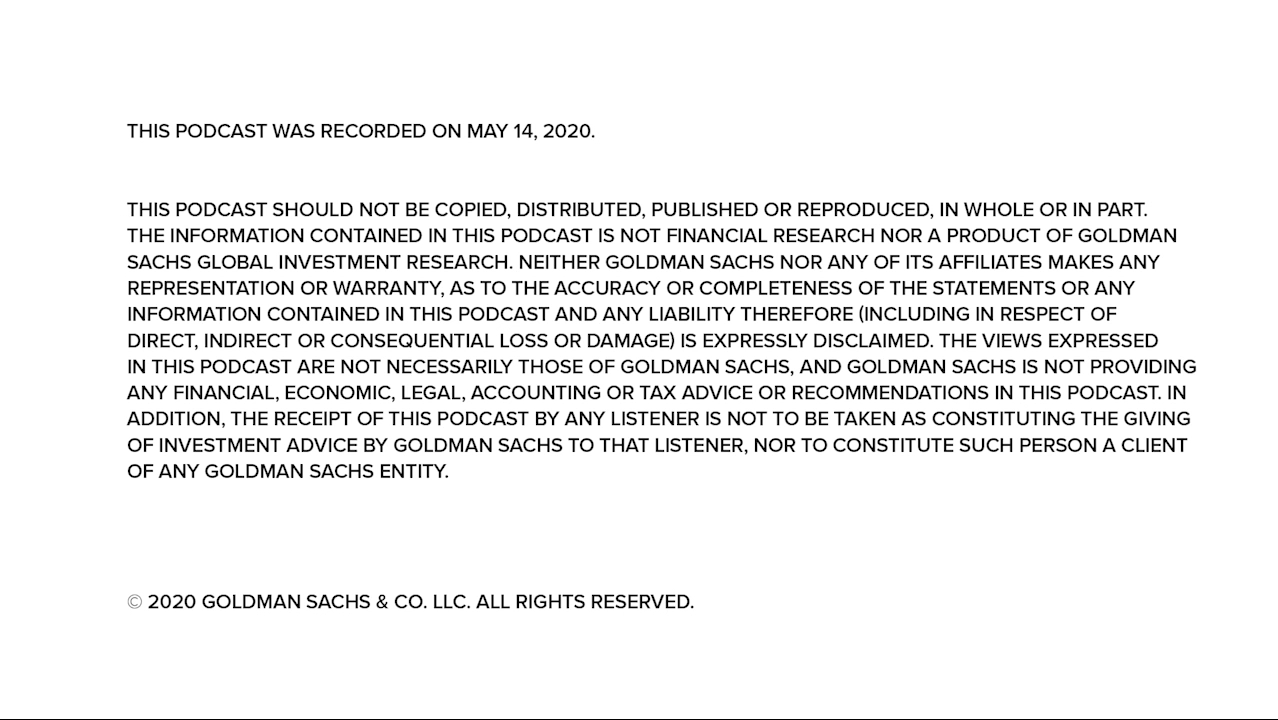 THIS PODCAST WAS RECORDED ON MAY 14, 2020.
THIS PODCAST SHOULD NOT BE COPIED, DISTRIBUTED, PUBLISHED OR REPRODUCED, IN WHOLE OR IN PART.
THE INFORMATION CONTAINED IN THIS PODCAST IS NOT FINANCIAL RESEARCH NOR A PRODUCT OF GOLDMAN
SACHS GLOBAL INVESTMENT RESEARCH. NEITHER GOLDMAN SACHS NOR ANY OF ITS AFFILIATES MAKES ANY
REPRESENTATION OR WARRANTY, AS TO THE ACCURACY OR COMPLETENESS OF THE STATEMENTS OR ANY
INFORMATION CONTAINED IN THIS PODCAST AND ANY LIABILITY THEREFORE (INCLUDING IN RESPECT OF
DIRECT, INDIRECT OR CONSEQUENTIAL LOSS OR DAMAGE) IS EXPRESSLY DISCLAIMED. THE VIEWS EXPRESSED
IN THIS PODCAST ARE NOT NECESSARILY THOSE OF GOLDMAN SACHS, AND GOLDMAN SACHS IS NOT PROVIDING
ANY FINANCIAL, ECONOMIC, LEGAL, ACCOUNTING OR TAX ADVICE OR RECOMMENDATIONS IN THIS PODCAST. IN
ADDITION, THE RECEIPT OF THIS PODCAST BY ANY LISTENER IS NOT TO BE TAKEN AS CONSTITUTING THE GIVING
OF INVESTMENT ADVICE BY GOLDMAN SACHS TO THAT LISTENER, NOR TO CONSTITUTE SUCH PERSON A CLIENT
OF ANY GOLDMAN SACHS ENTITY.
© 2020 GOLDMAN SACHS & CO. LLC. ALL RIGHTS RESERVED.